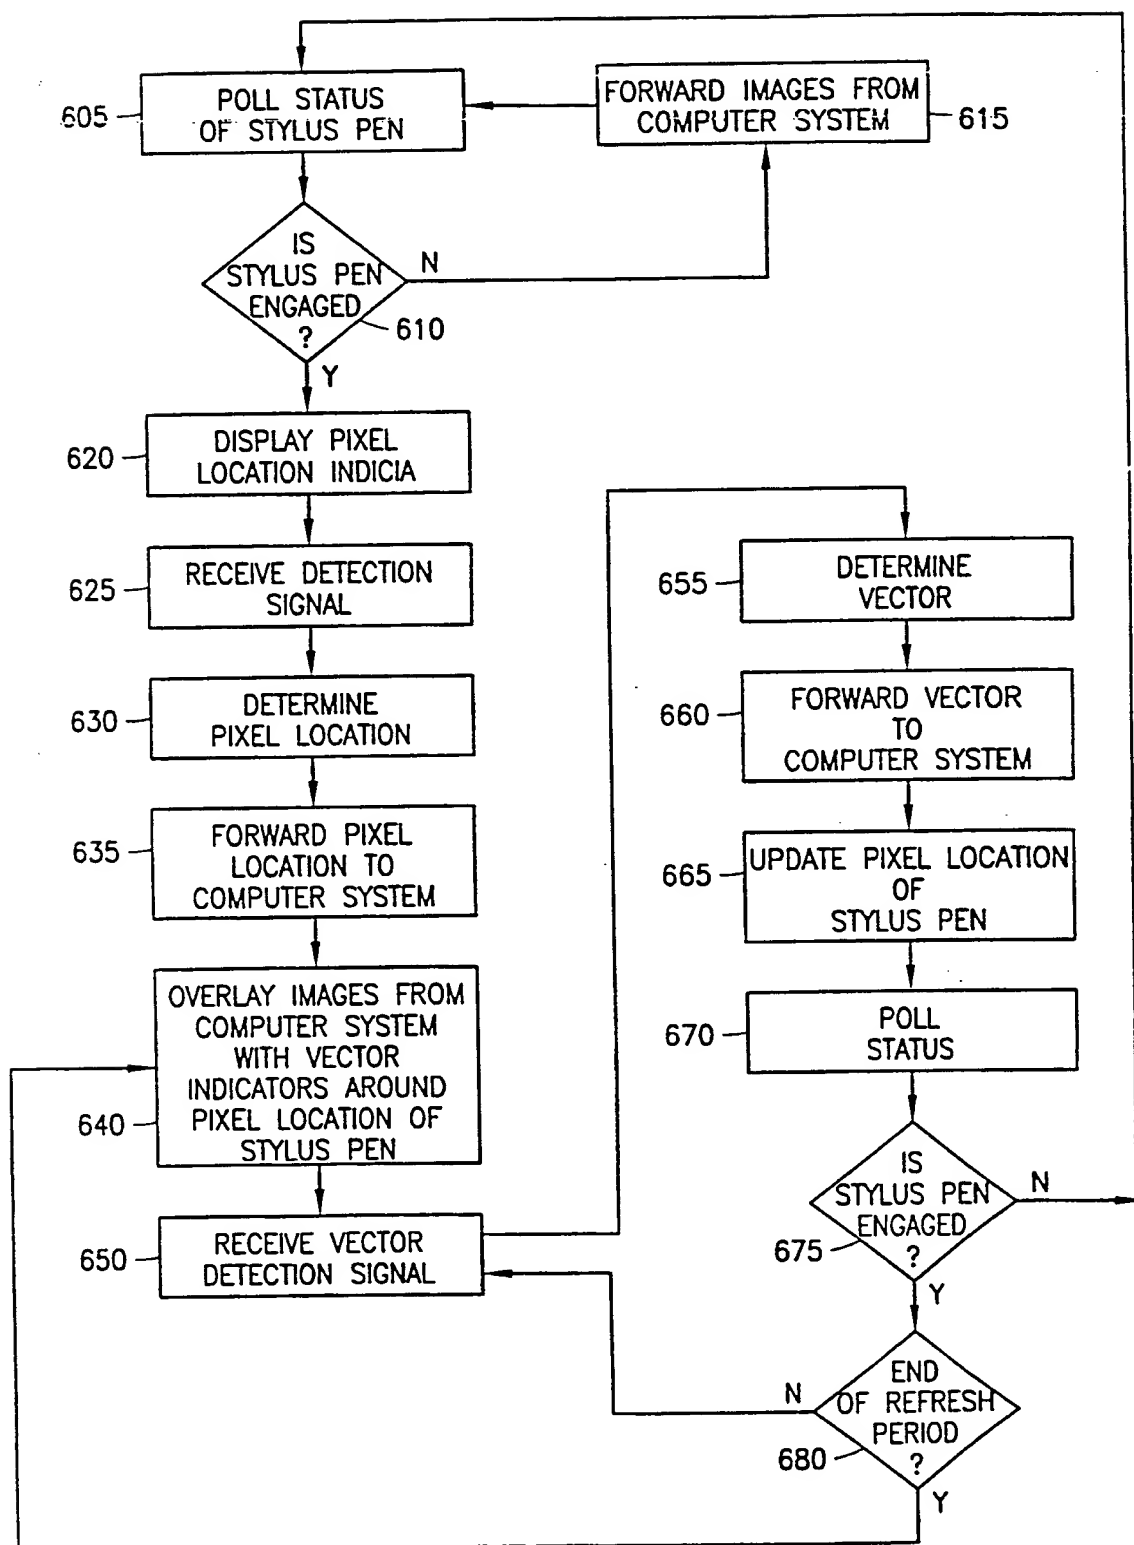 605
POLL STATUS
OF STYLUS PEN
FORWARD IMAGES FROM
COMPUTER SYSTEM
615
IS
STYLUS PEN
ENGAGED
?
N
610
Y
620
DISPLAY PIXEL
LOCATION INDICIA
625
RECEIVE DETECTION
SIGNAL
630
DETERMINE
PIXEL LOCATION
635
FORWARD PIXEL
LOCATION TO
COMPUTER SYSTEM
640
OVERLAY IMAGES FROM
COMPUTER SYSTEM
WITH VECTOR
INDICATORS AROUND
PIXEL LOCATION OF
STYLUS PEN
650
RECEIVE VECTOR
DETECTION SIGNAL
655
DETERMINE
VECTOR
660
FORWARD VECTOR
TO
COMPUTER SYSTEM
665
UPDATE PIXEL LOCATION
OF
STYLUS PEN
670
POLL
STATUS
IS
STYLUS PEN
ENGAGED
?
N
675
Y
END
OF REFRESH
PERIOD
?
N
680
Y